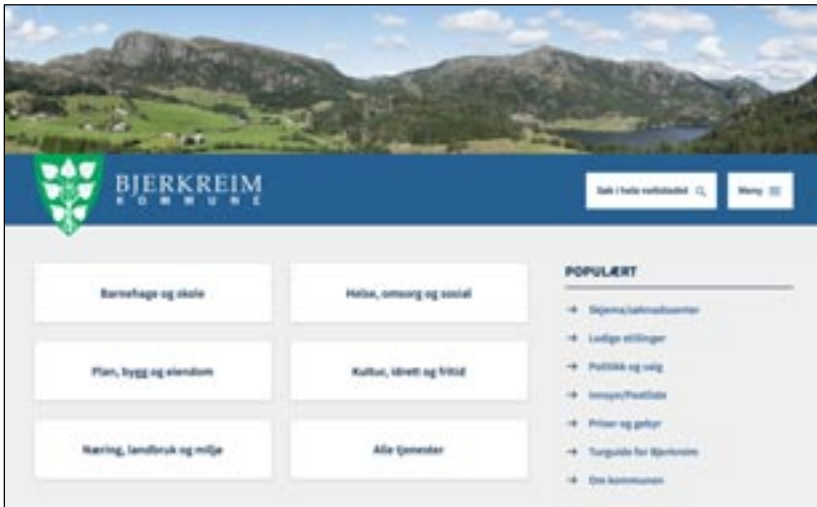 BJERKREIM
KOMMUNE
Søk i hele nettstedet
Meny
Barnehage og skole
Helse, omsorg og sosial
Plan, bygg og eiendom
Kultur, idrett og fritid
Næring, landbruk og miljø
Alle tjenester
POPULÆRT
Skjema/søknadssenter
Ledige stillinger
Politikk og valg
Innsyn/Postliste
Priser og gebyr
Turguide for Bjerkreim
Om kommunen